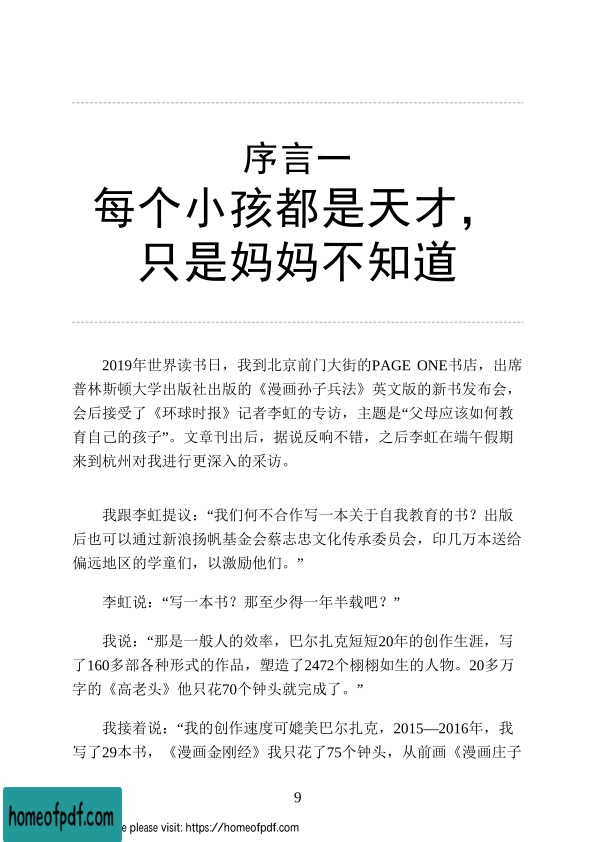 序言一
每个小孩都是天才，
只是妈妈不知道
2019年世界读书日，我到北京前门大街的PAGE ONE书店，出席
普林斯顿大学出版社出版的《漫画孙子兵法》英文版的新书发布会，
会后接受了《环球时报》记者李虹的专访，主题是“父母应该如何教
育自己的孩子”。文章刊出后，据说反响不错，之后李虹在端午假期
来到杭州对我进行更深入的采访。
我跟李虹提议：“我们何不合作写一本关于自我教育的书？出版
后也可以通过新浪扬帆基金会蔡志忠文化传承委员会，印几万本送给
偏远地区的学童们，以激励他们。”
李虹说：“写一本书？那至少得一年半载吧？”
我说：“那是一般人的效率，巴尔扎克短短20年的创作生涯，写
了160多部各种形式的作品，塑造了2472个栩栩如生的人物。20多万
字的《高老头》他只花70个钟头就完成了。”
我接着说：“我的创作速度可媲美巴尔扎克，2015—2016年，我
写了29本书，《漫画金刚经》我只花了75个钟头，从前画《漫画庄子
9
homeofpdf.com
e please visit: https://homeofpdf.com